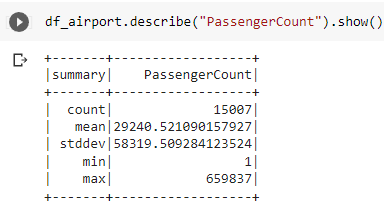 df_airport.describe("PassengerCount").show()
+-------+------------------+
|summary|    PassengerCount|
+-------+------------------+
|  count|             15007|
|   mean|29240.521090157927|
| stddev|58319.509284123524|
|    min|                 1|
|    max|            659837|
+-------+------------------+